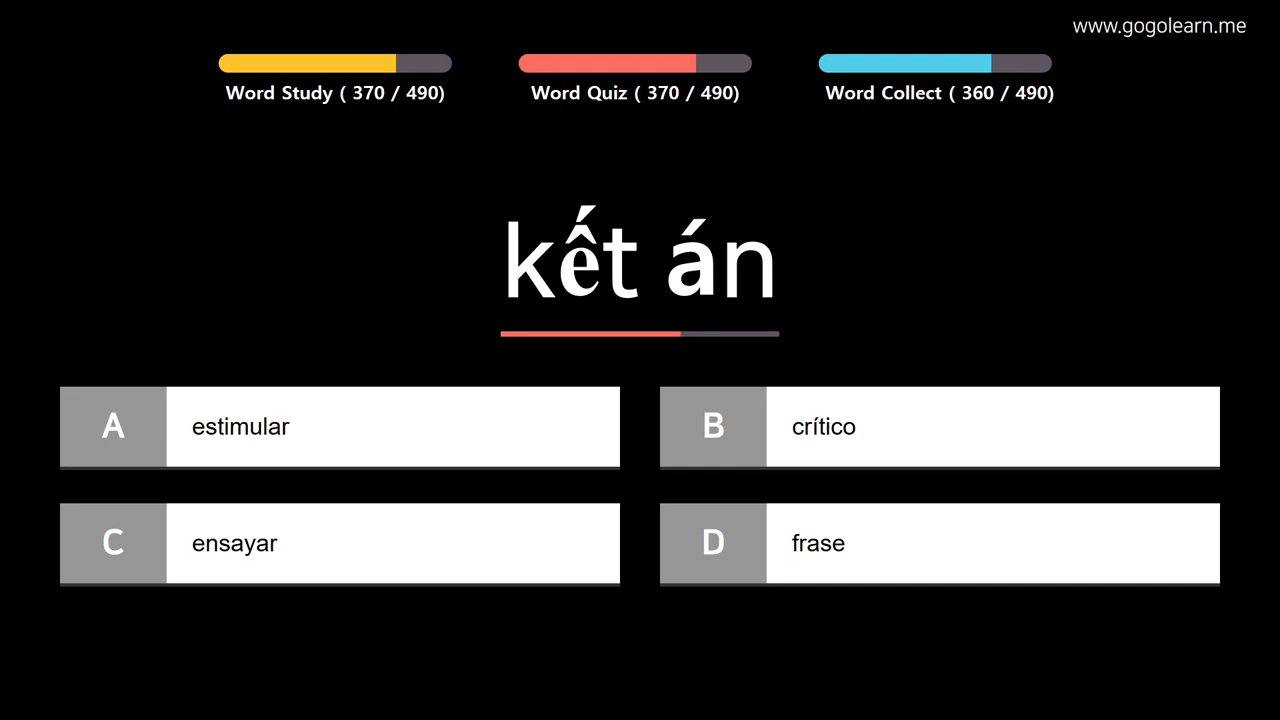 www.gogolearn.me
Word Study ( 370 / 490)
Word Quiz ( 370 / 490)
Word Collect ( 360 / 490)
kết án
A estimular
B crítico
C ensayar
D frase